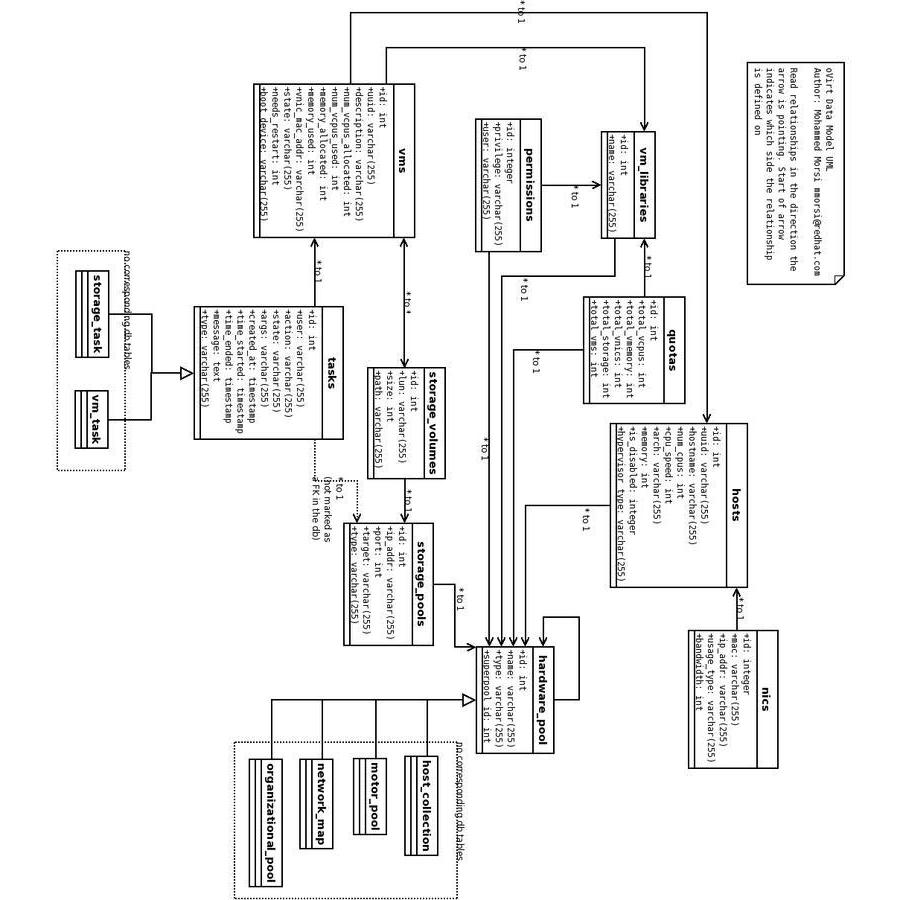 oVirt Data Model UML
Author: Mohammed Morsi mmorsi@redhat.com
Read relationships in the direction the
arrow is pointing. Start of arrow
indicates which side the relationship
is defined on
* to 1
* to 1
vm_libraries
+id: int
+name: varchar(255)
permissions
+id: integer
+privilege: varchar(255)
+user: varchar(255)
* to 1
vms
+id: int
+uuid: varchar(255)
+description: varchar(255)
+num_vcpus_allocated: int
+num_vcpus_used: int
+memory_allocated: int
+memory_used: int
+vnic_mac_addr: varchar(255)
+state: varchar(255)
+needs_restart: int
+boot_device: varchar(255)
* to 1
quotas
+id: int
+total_vcpus: int
+total_vmemory: int
+total_vnics: int
+total_storage: int
+total_vms: int
* to 1
* to 1
* to *
* to 1
hosts
+id: int
+uuid: varchar(255)
+hostname: varchar(255)
+num_cpus: int
+cpu_speed: int
+arch: varchar(255)
+memory: int
+is_disabled: integer
+hypervisor_type: varchar(255)
* to 1
* to 1
* to 1
nics
+id: integer
+mac: varchar(255)
+ip_addr: varchar(255)
+usage_type: varchar(255)
+bandwidth: int
storage_volumes
+id: int
+lun: varchar(255)
+size: int
+path: varchar(255)
* to 1
tasks
+id: int
+user: varchar(255)
+action: varchar(255)
+state: varchar(255)
+args: varchar(255)
+created_at: timestamp
+time_started: timestamp
+time_ended: timestamp
+message: text
+type: varchar(255)
* to 1
(not marked as
a FK in the db)
no corresponding db tables
storage_task
vm_task
storage_pools
+id: int
+ip_addr: varchar(255)
+port: int
+target: varchar(255)
+type: varchar(255)
* to 1
hardware_pool
+id: int
+name: varchar(255)
+type: varchar(255)
+superpool_id: int
no corresponding db tables
host_collection
motor_pool
network_map
organizational_pool